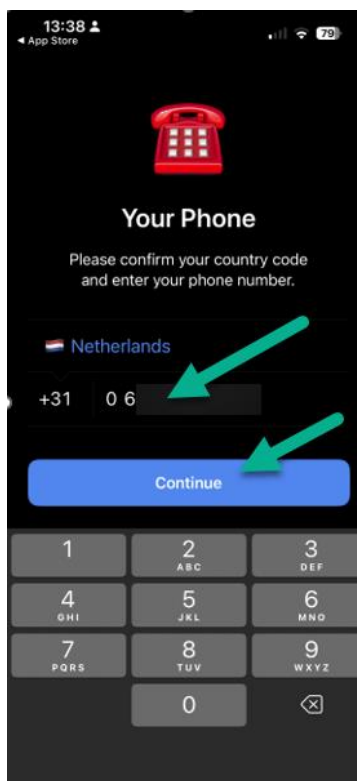 13:38
App Store
79
Your Phone
Please confirm your country code
and enter your phone number.
Netherlands
+31 0 6
Continue
1 2 3
ABC DEF
4 5 6
GHI JKL MNO
7 8 9
PQRS TUV WXYZ
0